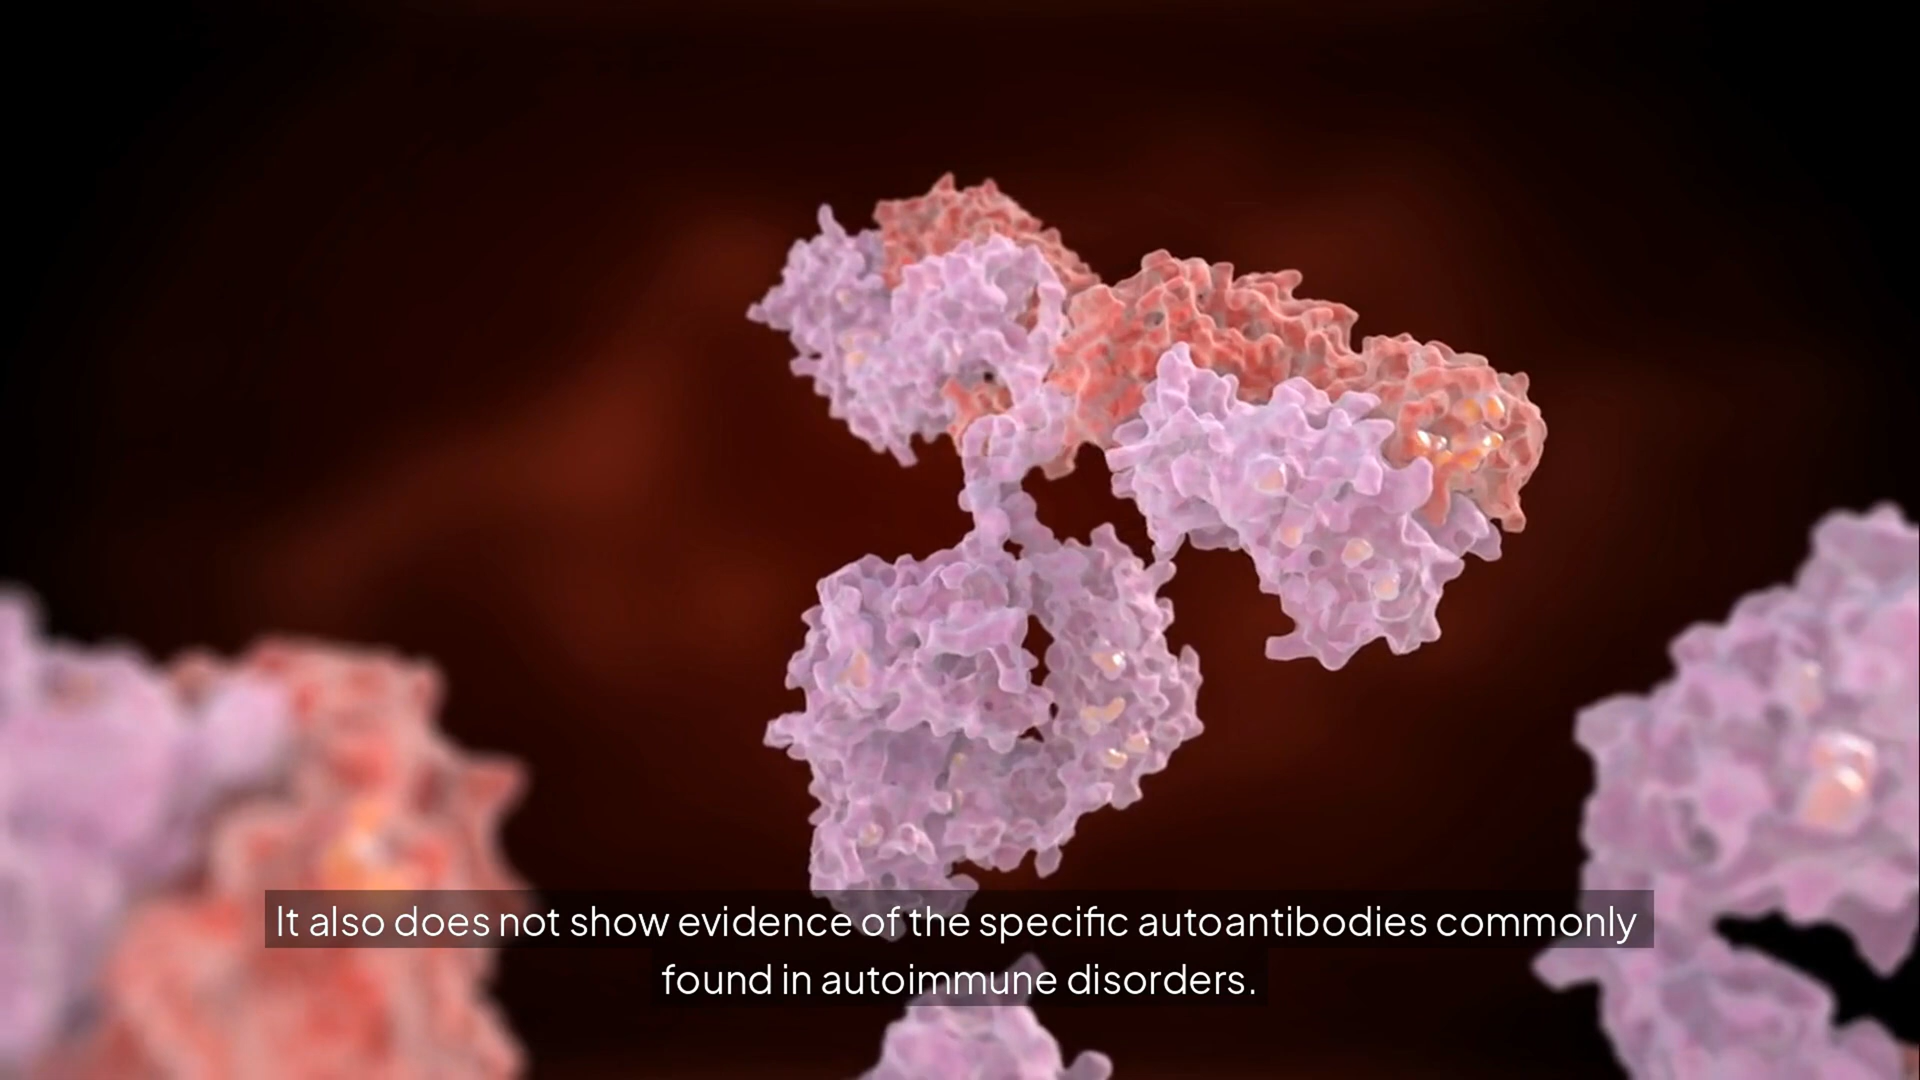 It also does not show evidence of the specific autoantibodies commonly
found in autoimmune disorders.